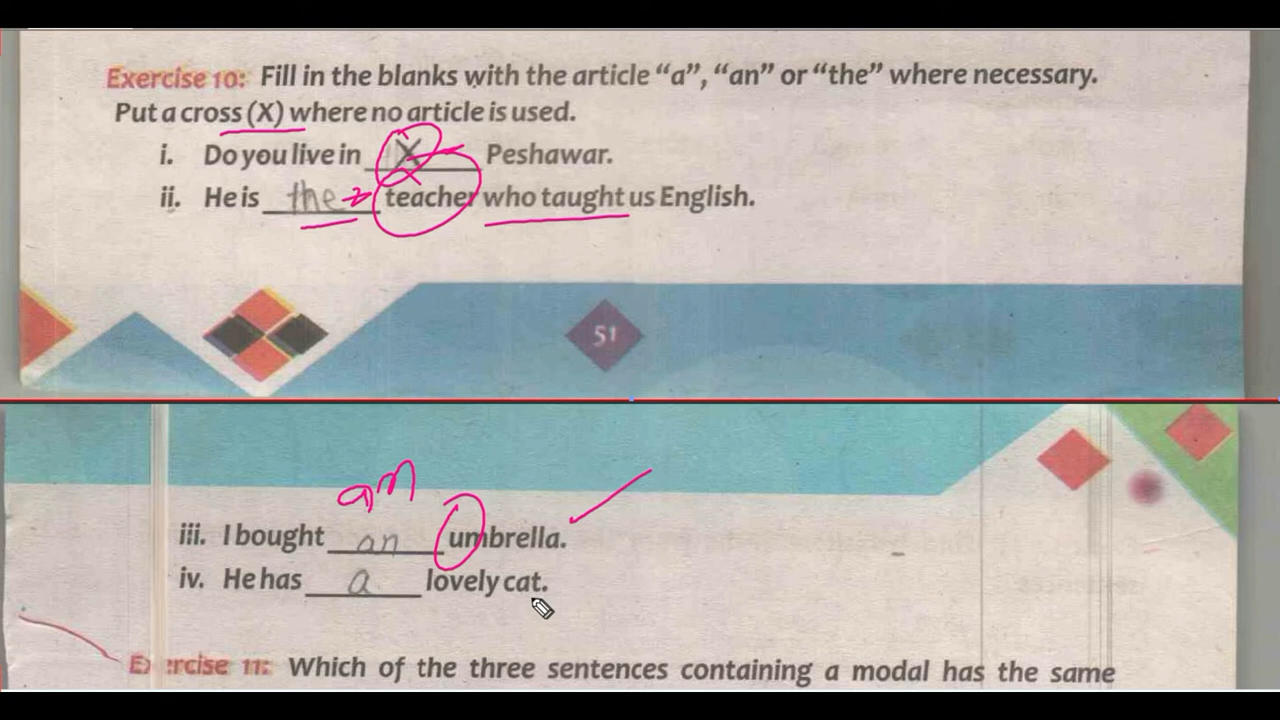 Exercise 10: Fill in the blanks with the article “a”, “an” or “the” where necessary.
Put a cross (X) where no article is used.
i. Do you live in X Peshawar.
ii. He is the teacher who taught us English.
51
an
iii. I bought an umbrella.
iv. He has a lovely cat.
Exercise 11: Which of the three sentences containing a modal has the same